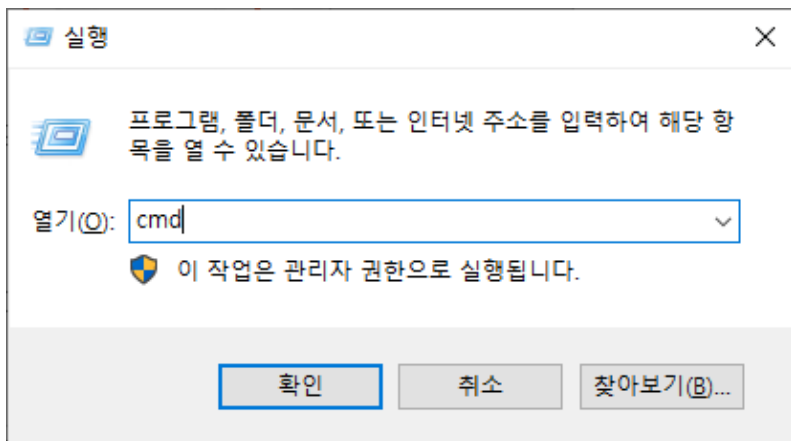 실행
프로그램, 폴더, 문서, 또는 인터넷 주소를 입력하여 해당 항
목을 열 수 있습니다.
열기(O): cmd
이 작업은 관리자 권한으로 실행됩니다.
확인 취소 찾아보기(B)...